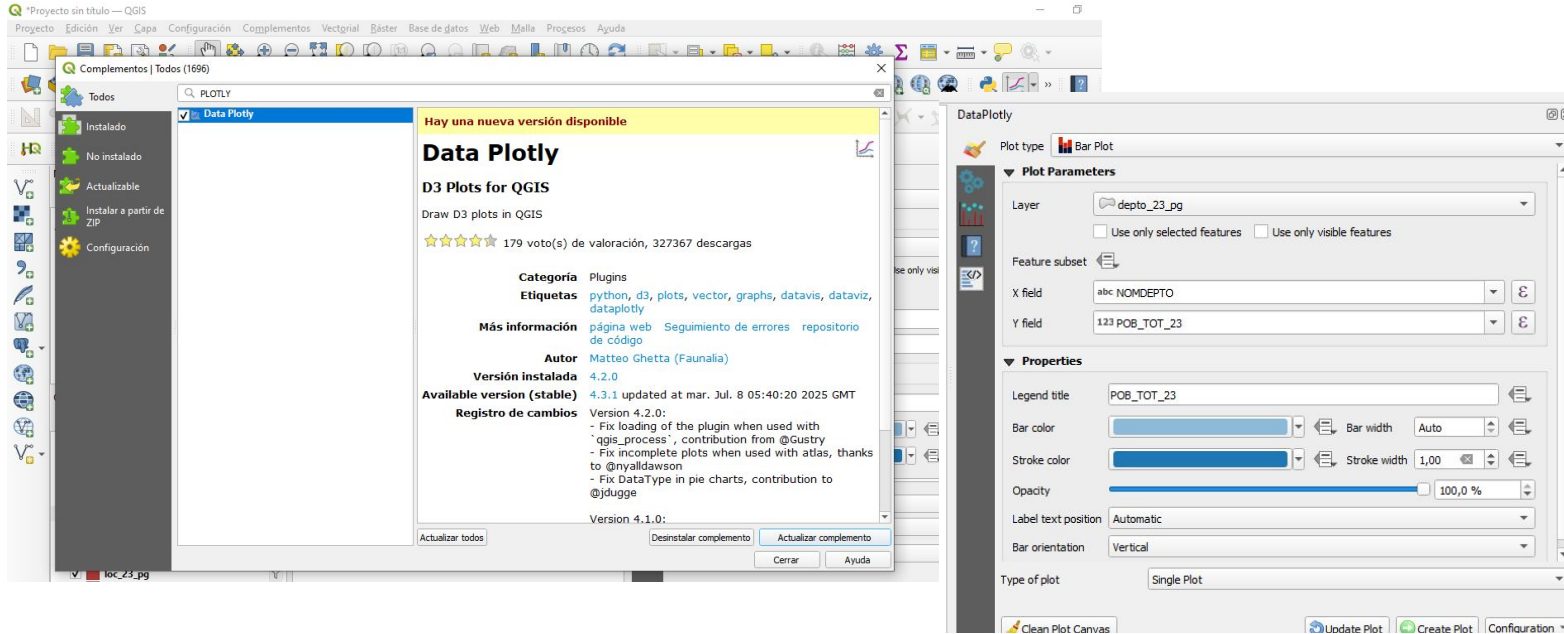 *Proyecto sin título — QGIS
Proyecto Edición Ver Capa Configuración Complementos Vectorial Ráster Base de datos Web Malla Procesos Ayuda
Complementos | Todos (1696)
Todos
Instalado
No instalado
Actualizable
Instalar a partir de
ZIP
Configuración
PLOTLY
Data Plotly
Hay una nueva versión disponible
Data Plotly
D3 Plots for QGIS
Draw D3 plots in QGIS
179 voto(s) de valoración, 327367 descargas
Categoría Plugins
Etiquetas python, d3, plots, vector, graphs, datavis, dataviz,
dataplotly
Más información página web Seguimiento de errores repositorio
de código
Autor Matteo Ghetta (Faunalia)
Versión instalada 4.2.0
Available version (stable) 4.3.1 updated at mar. Jul. 8 05:40:20 2025 GMT
Registro de cambios Version 4.2.0:
- Fix loading of the plugin when used with
`qgis_process`, contribution from @Gustry
- Fix incomplete plots when used with atlas, thanks
to @nyalldawson
- Fix DataType in pie charts, contribution to
@jdugge
Version 4.1.0:
Actualizar todos Desinstalar complemento Actualizar complemento
Cerrar Ayuda
loc_23_pg
se only visi
DataPlotly
Plot type Bar Plot
Plot Parameters
Layer depto_23_pg
Use only selected features Use only visible features
Feature subset
X field abc NOMDEPTO
Y field 123 POB_TOT_23
Properties
Legend title POB_TOT_23
Bar color Bar width Auto
Stroke color Stroke width 1,00
Opacity 100,0 %
Label text position Automatic
Bar orientation Vertical
Type of plot Single Plot
Clean Plot Canvas Update Plot Create Plot Configuration